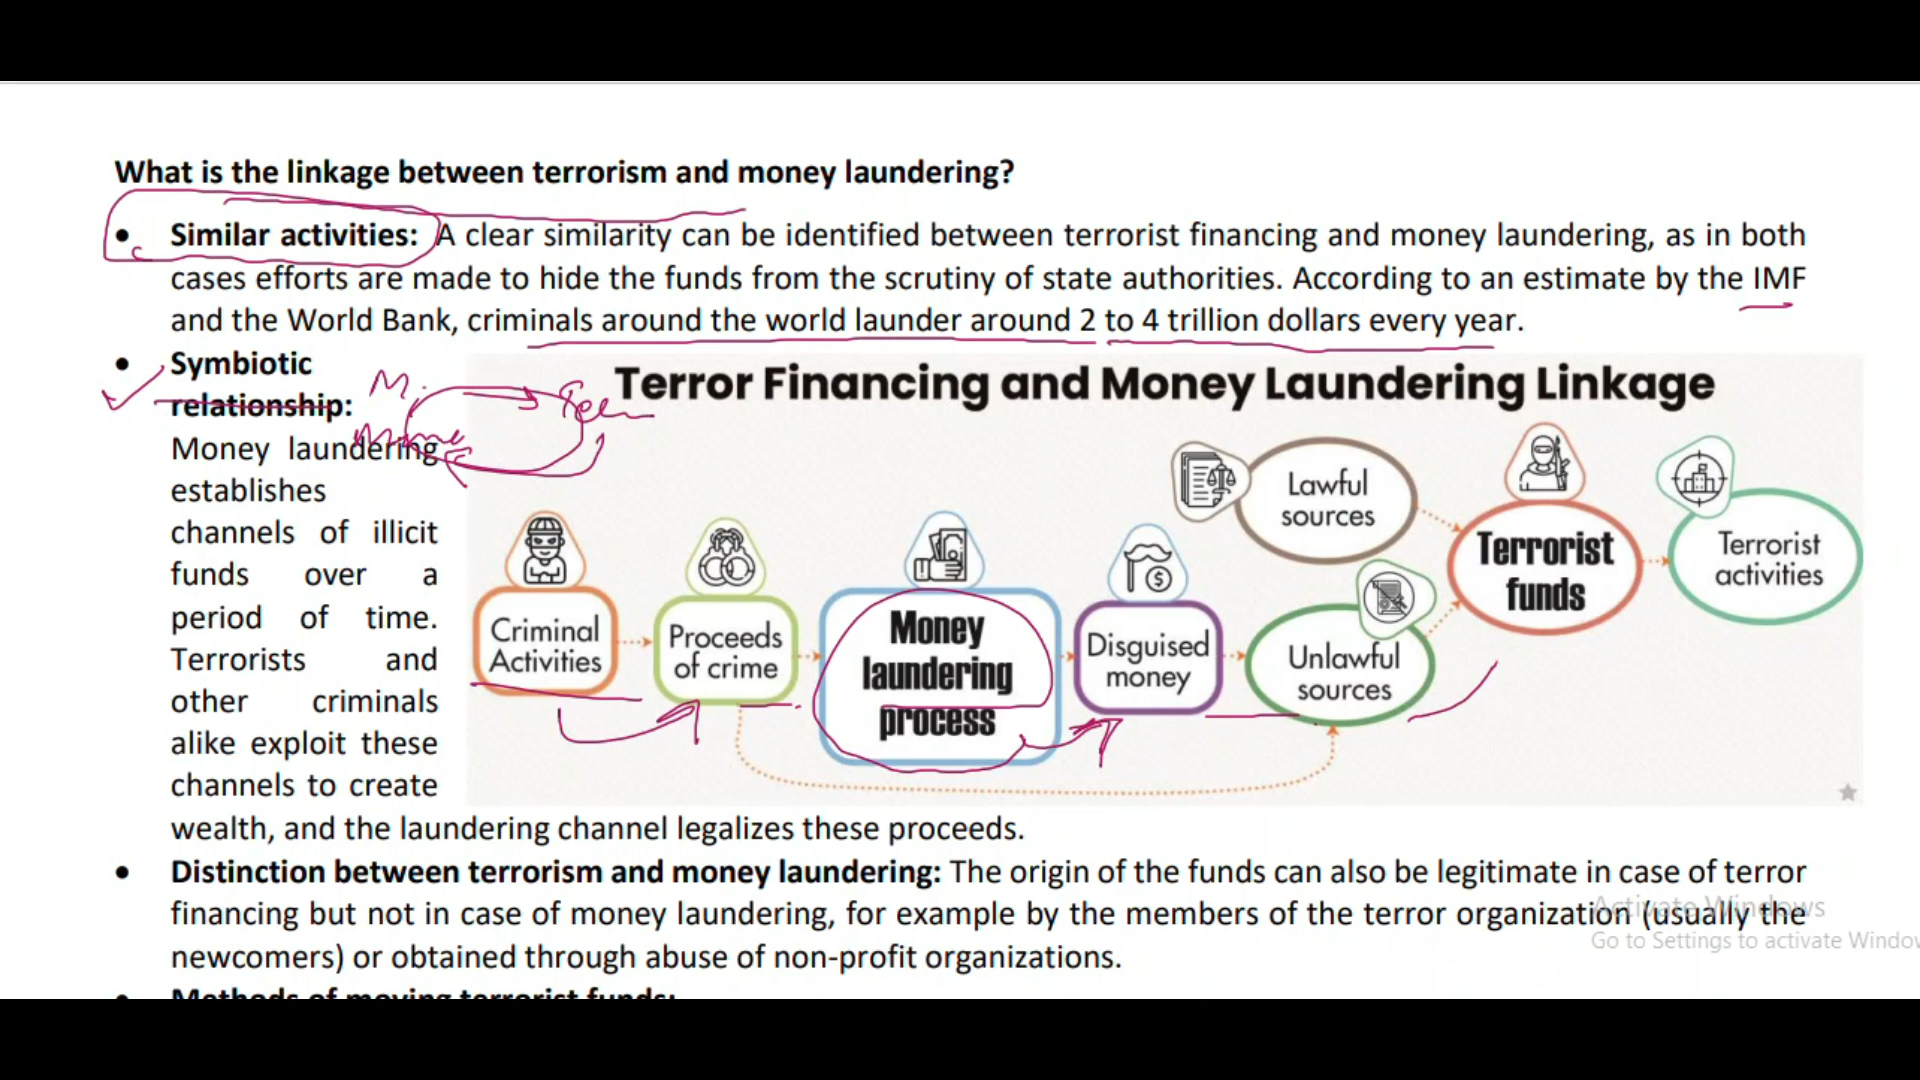 What is the linkage between terrorism and money laundering?
• Similar activities: A clear similarity can be identified between terrorist financing and money laundering, as in both
cases efforts are made to hide the funds from the scrutiny of state authorities. According to an estimate by the IMF
and the World Bank, criminals around the world launder around 2 to 4 trillion dollars every year.
• Symbiotic
relationship:
Money laundering
establishes
channels of illicit
funds over a
period of time.
Terrorists and
other criminals
alike exploit these
channels to create
wealth, and the laundering channel legalizes these proceeds.
Terror Financing and Money Laundering Linkage
Criminal
Activities
Proceeds
of crime
Money
laundering
process
Disguised
money
Lawful
sources
Unlawful
sources
Terrorist
funds
Terrorist
activities
• Distinction between terrorism and money laundering: The origin of the funds can also be legitimate in case of terror
financing but not in case of money laundering, for example by the members of the terror organization (usually the
newcomers) or obtained through abuse of non-profit organizations.
• Methods of moving terrorist funds:
Activate Windows
Go to Settings to activate Window